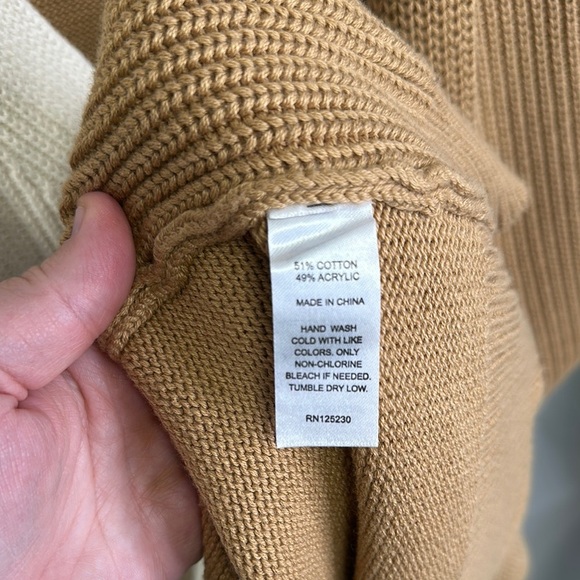 51% COTTON
49% ACRYLIC
MADE IN CHINA
HAND WASH
COLD WITH LIKE
COLORS. ONLY
NON-CHLORINE
BLEACH IF NEEDED.
TUMBLE DRY LOW.
RN125230